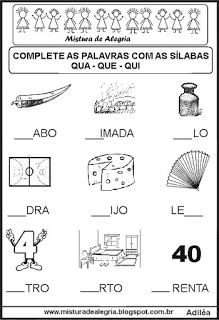 Mistura de Alegria
COMPLETE AS PALAVRAS COM AS SÍLABAS
QUA - QUE - QUI
___ABO ___IMADA ___LO
___DRA ___IJO LE___
4 40
___TRO ___RTO ___RENTA
www.misturadealegria.blogspot.com.br Adiléa